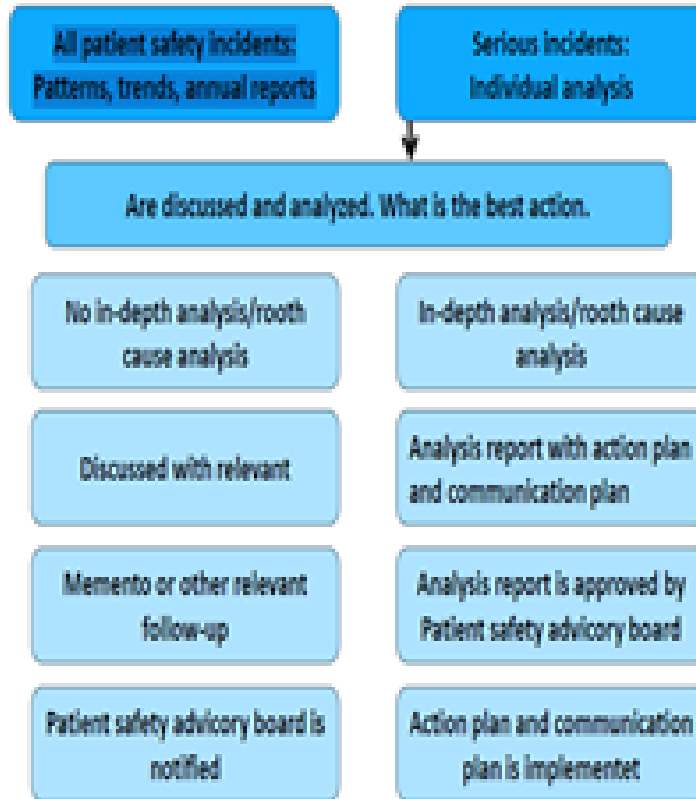 All patient safety incidents:
Patterns, trends, annual reports
Serious incidents:
Individual analysis
Are discussed and analyzed. What is the best action.
No in-depth analysis/rooth
cause analysis
In-depth analysis/rooth cause
analysis
Discussed with relevant
Analysis report with action plan
and communication plan
Memento or other relevant
follow-up
Analysis report is approved by
Patient safety advicory board
Patient safety advicory board is
notified
Action plan and communication
plan is implementet